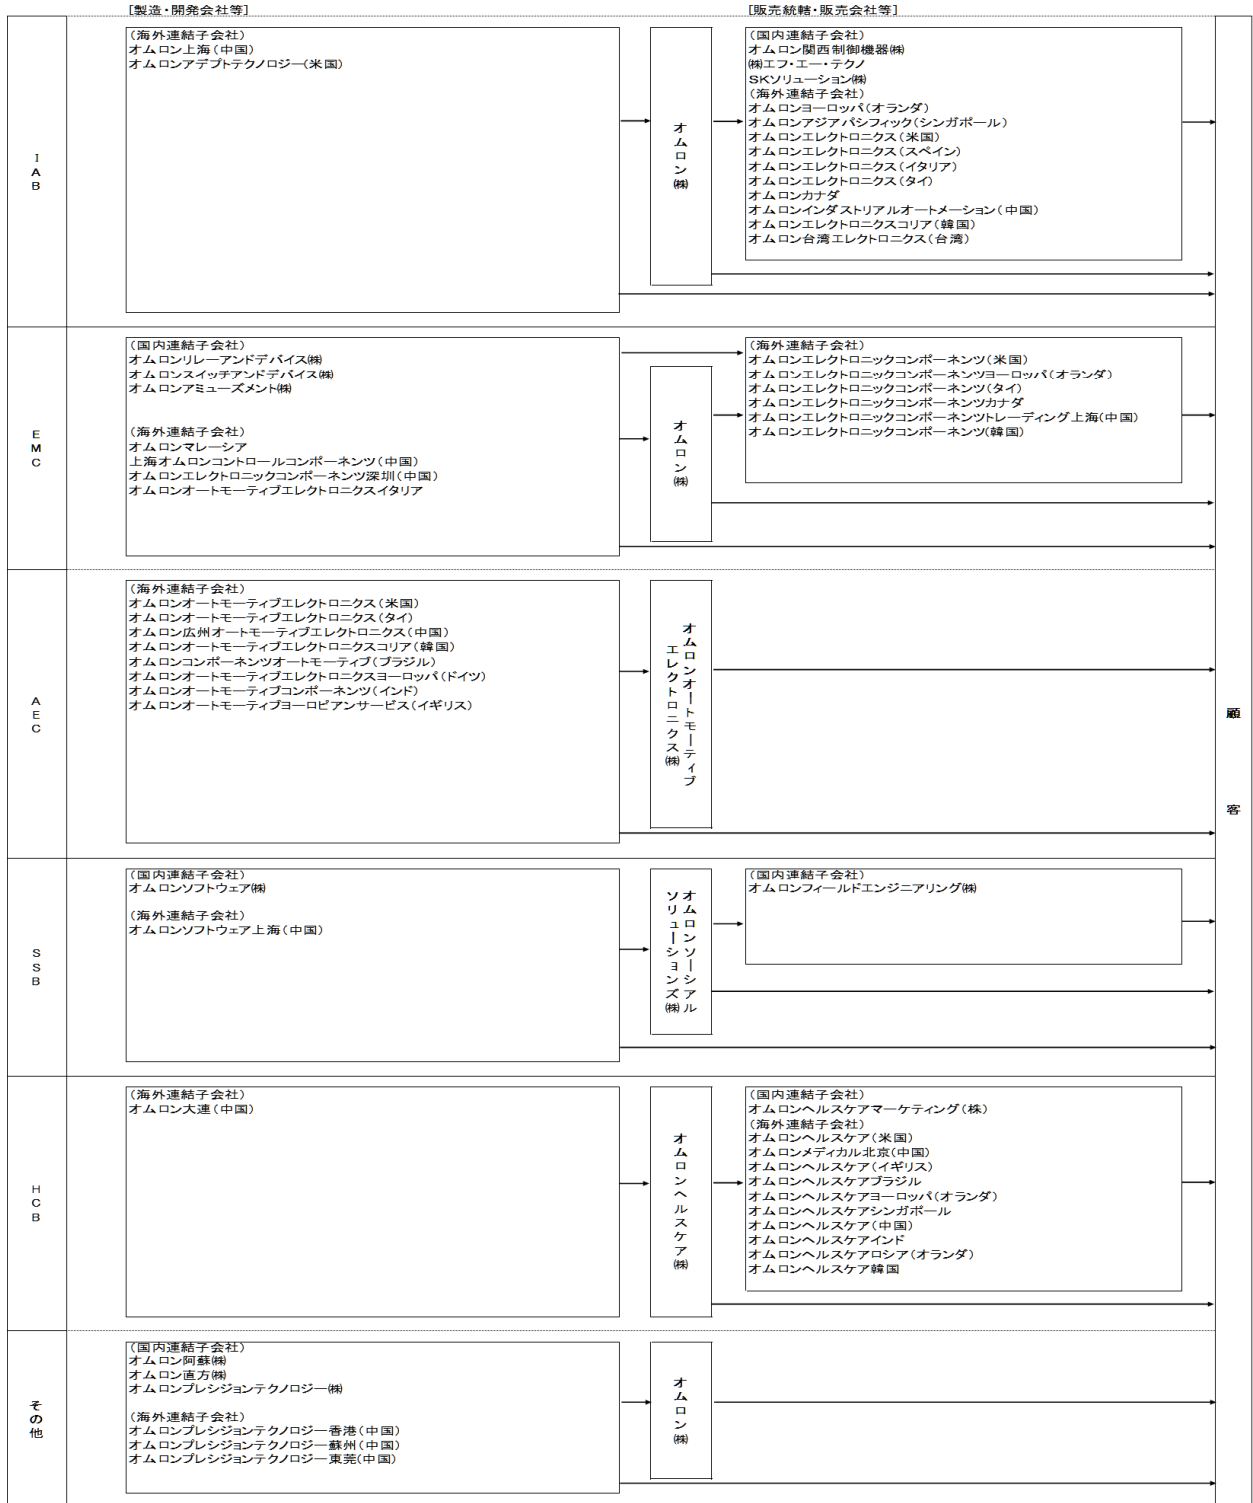 [製造・開発会社等]
[販売統轄・販売会社等]
IAB
(海外連結子会社)
オムロン上海(中国)
オムロンアデプトテクノロジー(米国)
オムロン㈱
(国内連結子会社)
オムロン関西制御機器㈱
㈱エフ・エー・テクノ
SKソリューション㈱
(海外連結子会社)
オムロンヨーロッパ(オランダ)
オムロンアジアパシフィック(シンガポール)
オムロンエレクトロニクス(米国)
オムロンエレクトロニクス(スペイン)
オムロンエレクトロニクス(イタリア)
オムロンエレクトロニクス(タイ)
オムロンカナダ
オムロンインダストリアルオートメーション(中国)
オムロンエレクトロニクスコリア(韓国)
オムロン台湾エレクトロニクス(台湾)
EMC
(国内連結子会社)
オムロンリレーアンドデバイス㈱
オムロンスイッチアンドデバイス㈱
オムロンアミューズメント㈱
(海外連結子会社)
オムロンマレーシア
上海オムロンコントロールコンポーネンツ(中国)
オムロンエレクトロニックコンポーネンツ深圳(中国)
オムロンオートモーティブエレクトロニクスイタリア
オムロン㈱
(海外連結子会社)
オムロンエレクトロニックコンポーネンツ(米国)
オムロンエレクトロニックコンポーネンツヨーロッパ(オランダ)
オムロンエレクトロニックコンポーネンツ(タイ)
オムロンエレクトロニックコンポーネンツカナダ
オムロンエレクトロニックコンポーネンツトレーディング上海(中国)
オムロンエレクトロニックコンポーネンツ(韓国)
AEC
(海外連結子会社)
オムロンオートモーティブエレクトロニクス(米国)
オムロンオートモーティブエレクトロニクス(タイ)
オムロン広州オートモーティブエレクトロニクス(中国)
オムロンオートモーティブエレクトロニクスコリア(韓国)
オムロンコンポーネンツオートモーティブ(ブラジル)
オムロンオートモーティブエレクトロニクスヨーロッパ(ドイツ)
オムロンオートモーティブコンポーネンツ(インド)
オムロンオートモーティブヨーロピアンサービス(イギリス)
オムロンオートモーティブ
エレクトロニクス㈱
顧客
SSB
(国内連結子会社)
オムロンソフトウェア㈱
(海外連結子会社)
オムロンソフトウェア上海(中国)
オムロンソーシアル
ソリューションズ㈱
(国内連結子会社)
オムロンフィールドエンジニアリング㈱
HCB
(海外連結子会社)
オムロン大連(中国)
オムロンヘルスケア㈱
(国内連結子会社)
オムロンヘルスケアマーケティング(株)
(海外連結子会社)
オムロンヘルスケア(米国)
オムロンメディカル北京(中国)
オムロンヘルスケア(イギリス)
オムロンヘルスケアブラジル
オムロンヘルスケアヨーロッパ(オランダ)
オムロンヘルスケアシンガポール
オムロンヘルスケア(中国)
オムロンヘルスケアインド
オムロンヘルスケアロシア(オランダ)
オムロンヘルスケア韓国
その他
(国内連結子会社)
オムロン阿蘇㈱
オムロン直方㈱
オムロンプレシジョンテクノロジー㈱
(海外連結子会社)
オムロンプレシジョンテクノロジー香港(中国)
オムロンプレシジョンテクノロジー蘇州(中国)
オムロンプレシジョンテクノロジー東莞(中国)
オムロン㈱